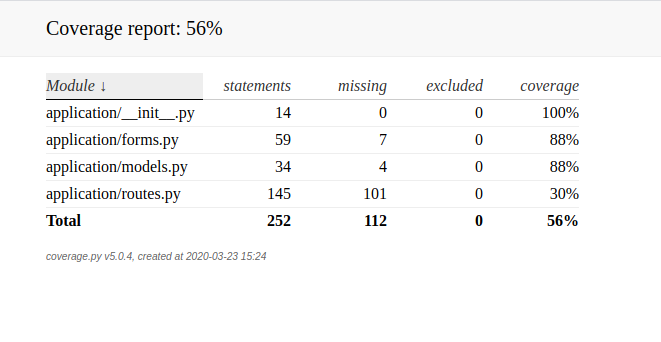 Coverage report: 56%
Module ↓ statements missing excluded coverage
application/__init__.py 14 0 0 100%
application/forms.py 59 7 0 88%
application/models.py 34 4 0 88%
application/routes.py 145 101 0 30%
Total 252 112 0 56%
coverage.py v5.0.4, created at 2020-03-23 15:24